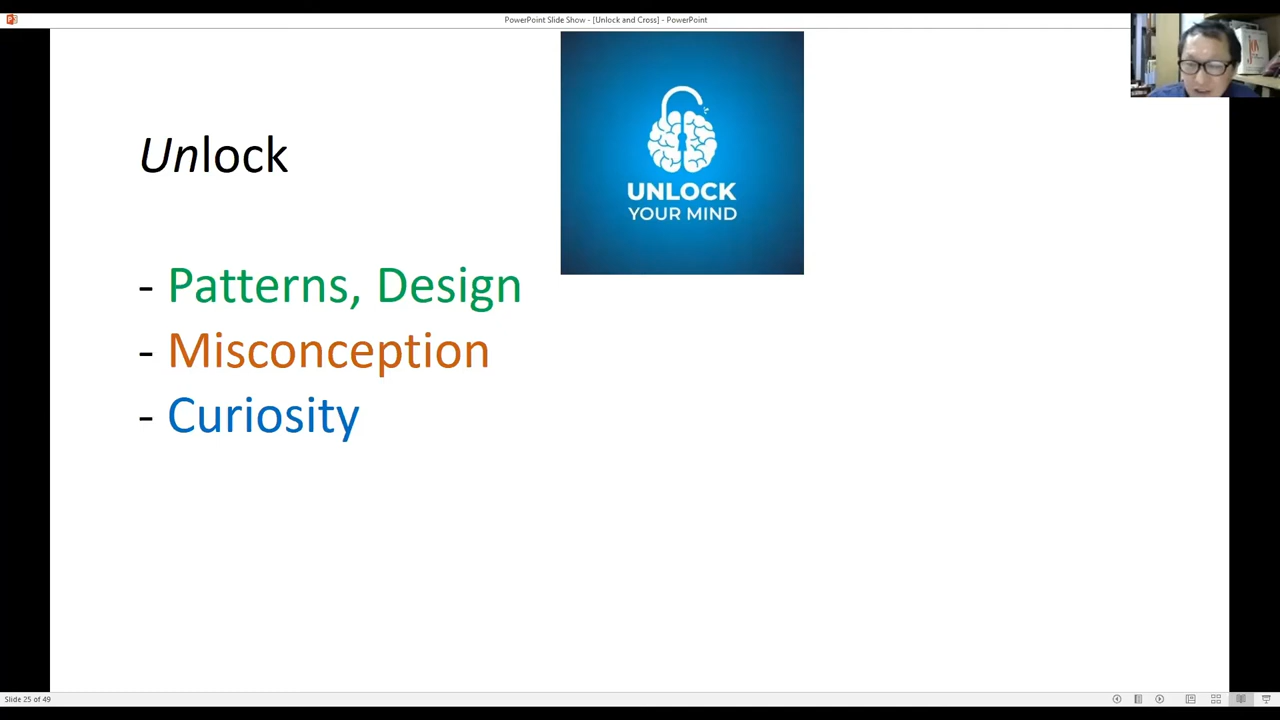 PowerPoint Slide Show - [Unlock and Cross] - PowerPoint
Unlock
UNLOCK
YOUR MIND
- Patterns, Design
- Misconception
- Curiosity
Slide 25 of 49